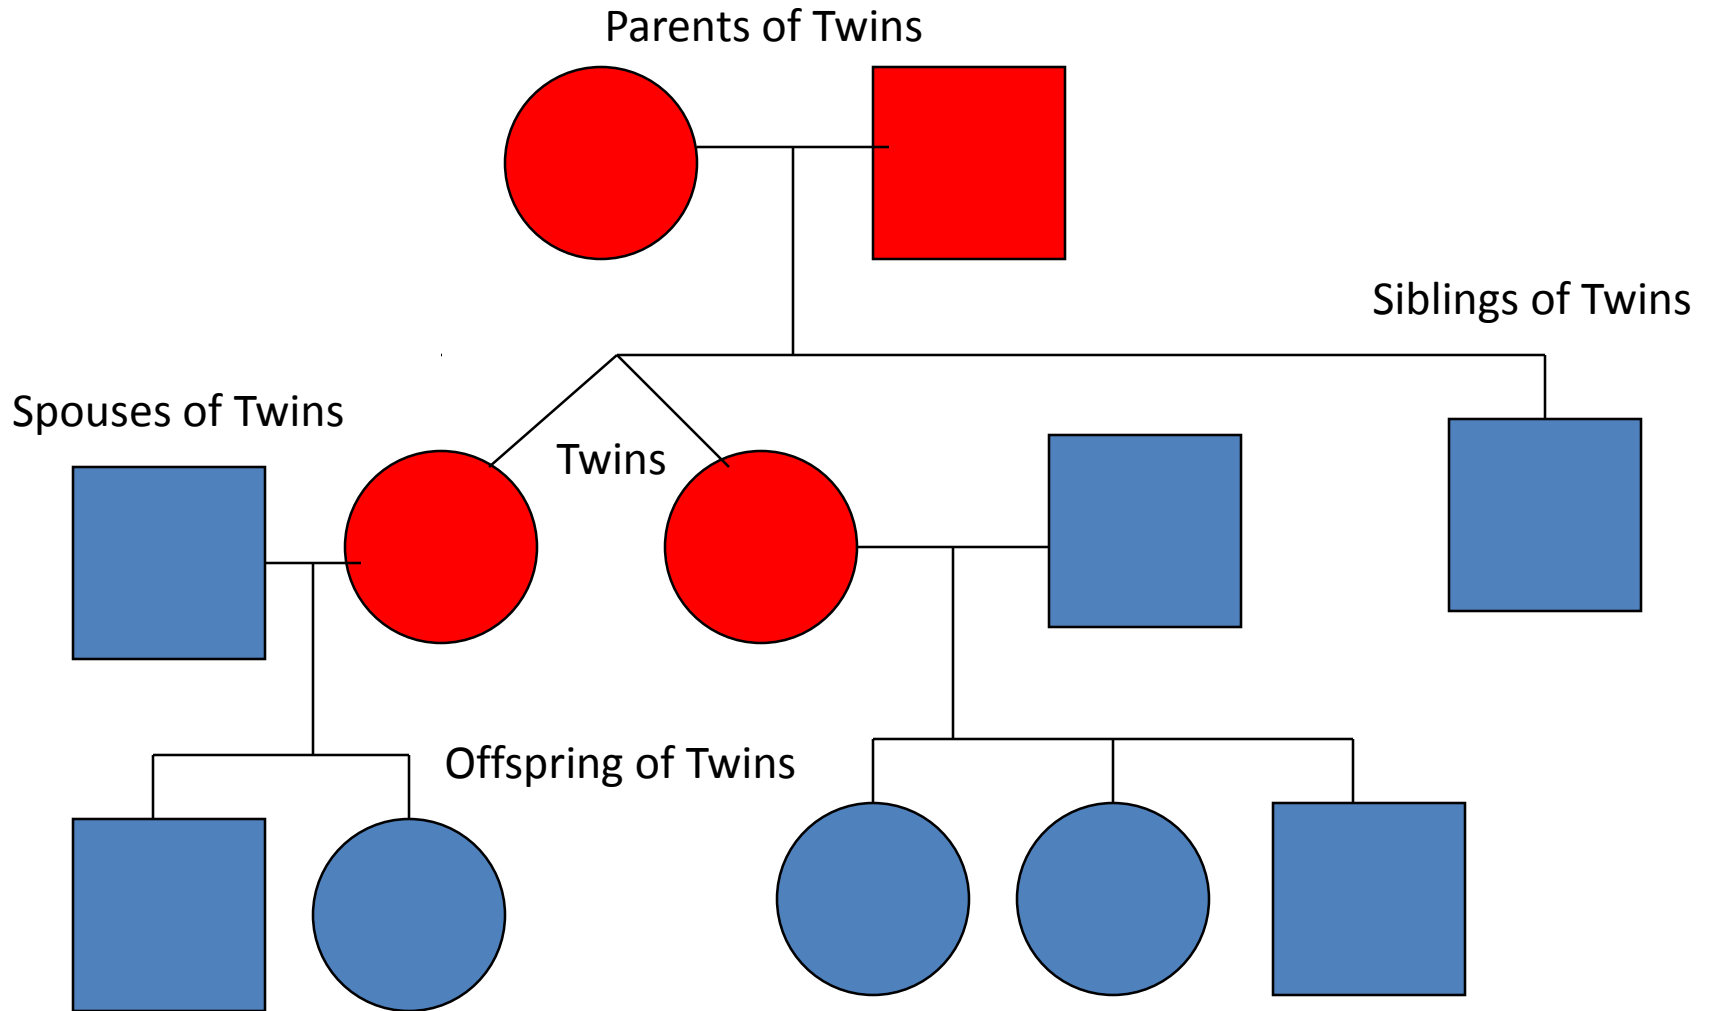 Parents of Twins
Siblings of Twins
Spouses of Twins
Twins
Offspring of Twins